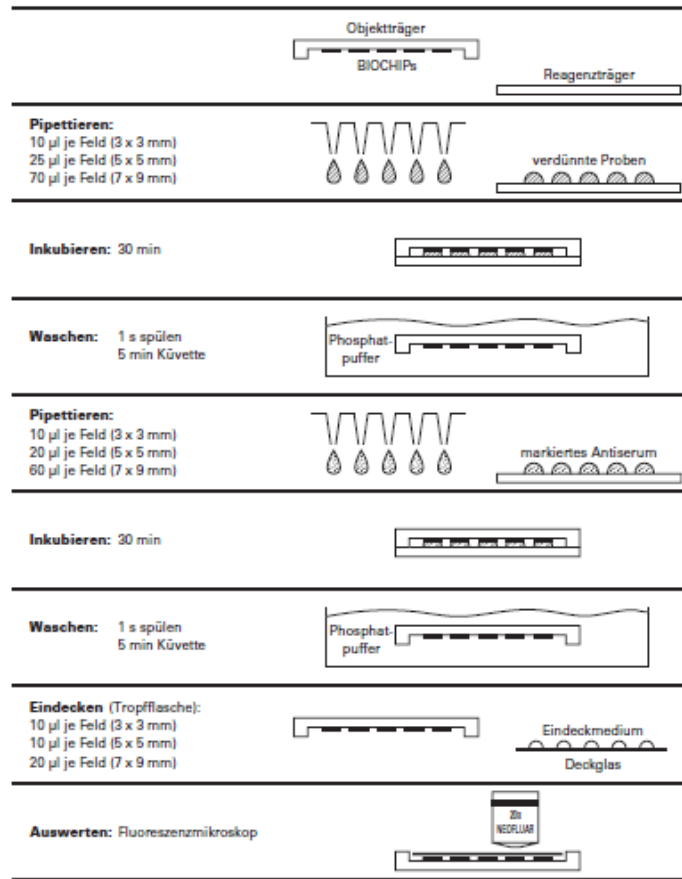 Objektträger
BIOCHIPs
Reagenzträger
Pipettieren:
10 µl je Feld (3 x 3 mm)
25 µl je Feld (5 x 5 mm)
70 µl je Feld (7 x 9 mm)
verdünnte Proben
Inkubieren: 30 min
Waschen: 1 s spülen
5 min Küvette
Phosphat-
puffer
Pipettieren:
10 µl je Feld (3 x 3 mm)
20 µl je Feld (5 x 5 mm)
60 µl je Feld (7 x 9 mm)
markiertes Antiserum
Inkubieren: 30 min
Waschen: 1 s spülen
5 min Küvette
Phosphat-
puffer
Eindecken (Tropfflasche):
10 µl je Feld (3 x 3 mm)
10 µl je Feld (5 x 5 mm)
20 µl je Feld (7 x 9 mm)
Eindeckmedium
Deckglas
Auswerten: Fluoreszenzmikroskop
20x
NEOFLUAR